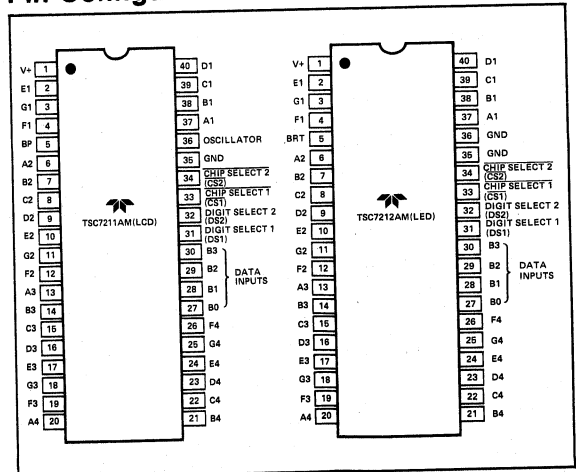 V+ 1 40 D1
E1 2 39 C1
G1 3 38 B1
F1 4 37 A1
BP 5 36 OSCILLATOR
A2 6 35 GND
B2 7 34 CHIP SELECT 2 (CS2)
C2 8 33 CHIP SELECT 1 (CS1)
D2 9 32 DIGIT SELECT 2 (DS2)
E2 10 31 DIGIT SELECT 1 (DS1)
G2 11 30 B3
F2 12 29 B2
A3 13 28 B1
B3 14 27 B0
C3 15 26 F4
D3 16 25 G4
E3 17 24 E4
G3 18 23 D4
F3 19 22 C4
A4 20 21 B4
TSC7211AM(LCD)
DATA
INPUTS
V+ 1 40 D1
E1 2 39 C1
G1 3 38 B1
F1 4 37 A1
BRT 5 36 GND
A2 6 35 GND
B2 7 34 CHIP SELECT 2 (CS2)
C2 8 33 CHIP SELECT 1 (CS1)
D2 9 32 DIGIT SELECT 2 (DS2)
E2 10 31 DIGIT SELECT 1 (DS1)
G2 11 30 B3
F2 12 29 B2
A3 13 28 B1
B3 14 27 B0
C3 15 26 F4
D3 16 25 G4
E3 17 24 E4
G3 18 23 D4
F3 19 22 C4
A4 20 21 B4
TSC7212AM(LED)
DATA
INPUTS